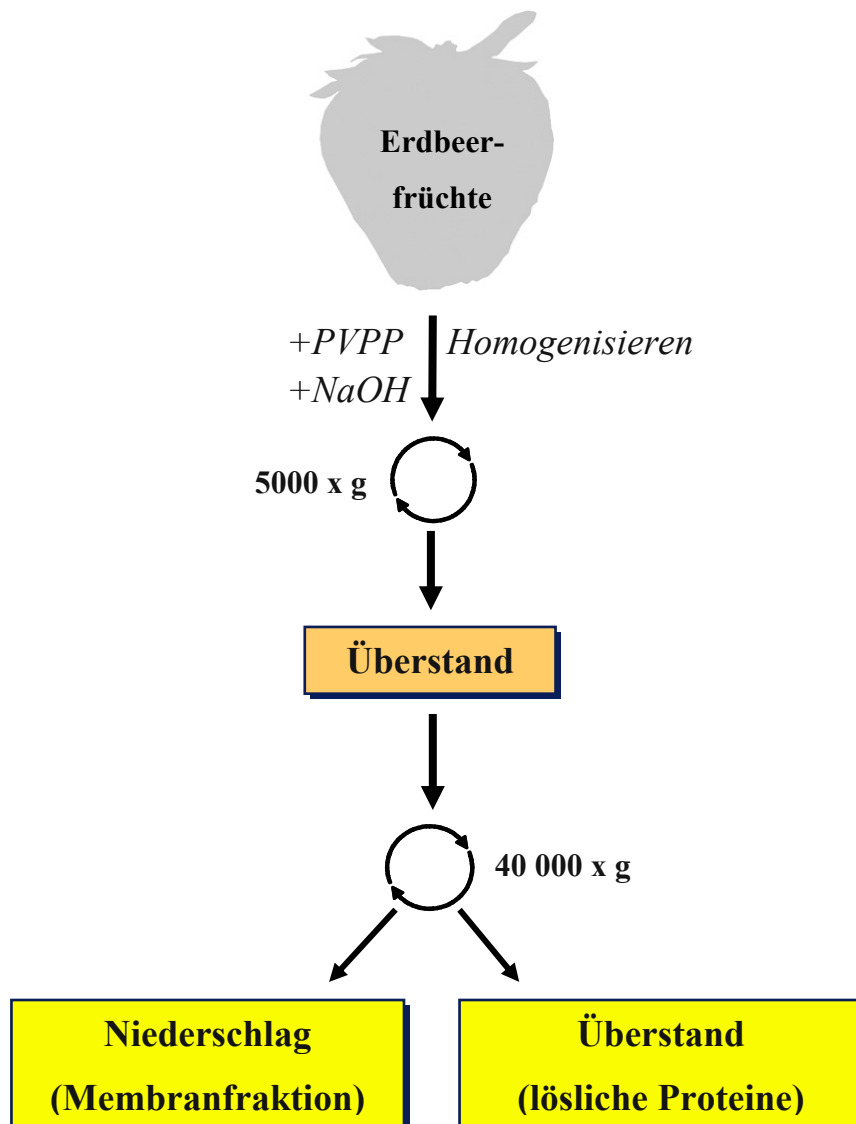 Erdbeer-
früchte
+PVPP Homogenisieren
+NaOH
5000 x g
Überstand
40 000 x g
Niederschlag
(Membranfraktion)
Überstand
(lösliche Proteine)